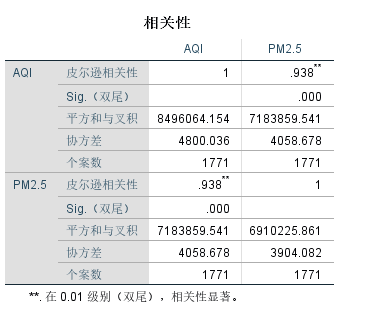 相关性
AQI PM2.5
AQI 皮尔逊相关性 1 .938**
Sig.（双尾） .000
平方和与叉积 8496064.154 7183859.541
协方差 4800.036 4058.678
个案数 1771 1771
PM2.5 皮尔逊相关性 .938** 1
Sig.（双尾） .000
平方和与叉积 7183859.541 6910225.861
协方差 4058.678 3904.082
个案数 1771 1771
**. 在 0.01 级别（双尾），相关性显著。